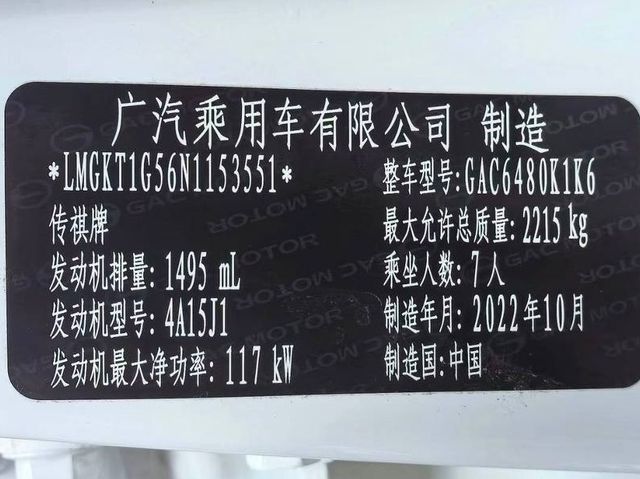 广汽乘用车有限公司 制造
*LMGKT1G56N1153551*
整车型号: GAC6480K1K6
传祺牌
最大允许总质量: 2215 kg
发动机排量: 1495 mL
乘坐人数: 7人
发动机型号: 4A15J1
制造年月: 2022年10月
发动机最大净功率: 117 kW
制造国: 中国
GAC MOTOR